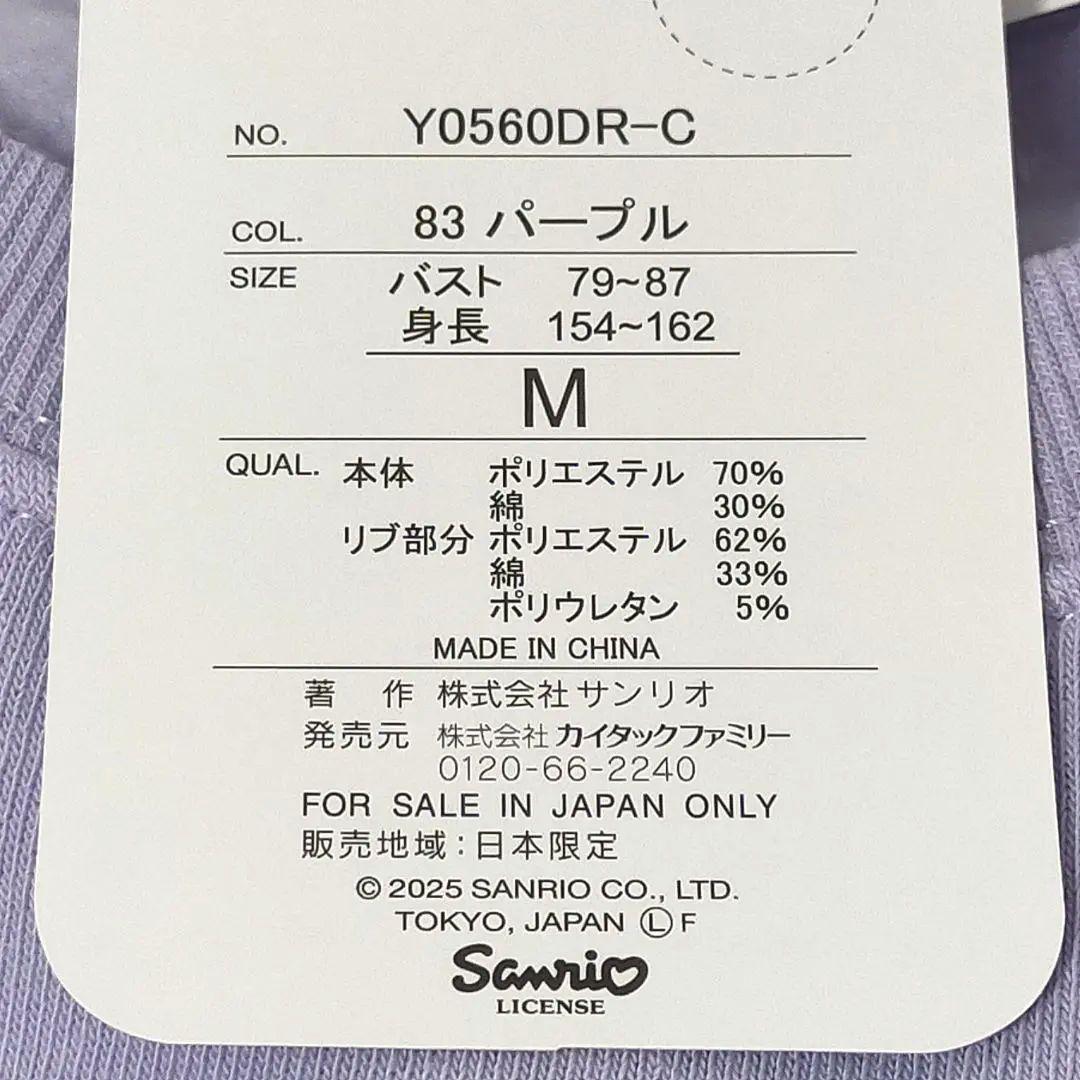 NO. Y0560DR-C
COL. 83 パープル
SIZE バスト 79~87
身長 154~162
M
QUAL. 本体 ポリエステル 70%
綿 30%
リブ部分 ポリエステル 62%
綿 33%
ポリウレタン 5%
MADE IN CHINA
著 作 株式会社サンリオ
発売元 株式会社カイタックファミリー
0120-66-2240
FOR SALE IN JAPAN ONLY
販売地域:日本限定
© 2025 SANRIO CO., LTD.
TOKYO, JAPAN Ⓛ F
Sanrio
LICENSE